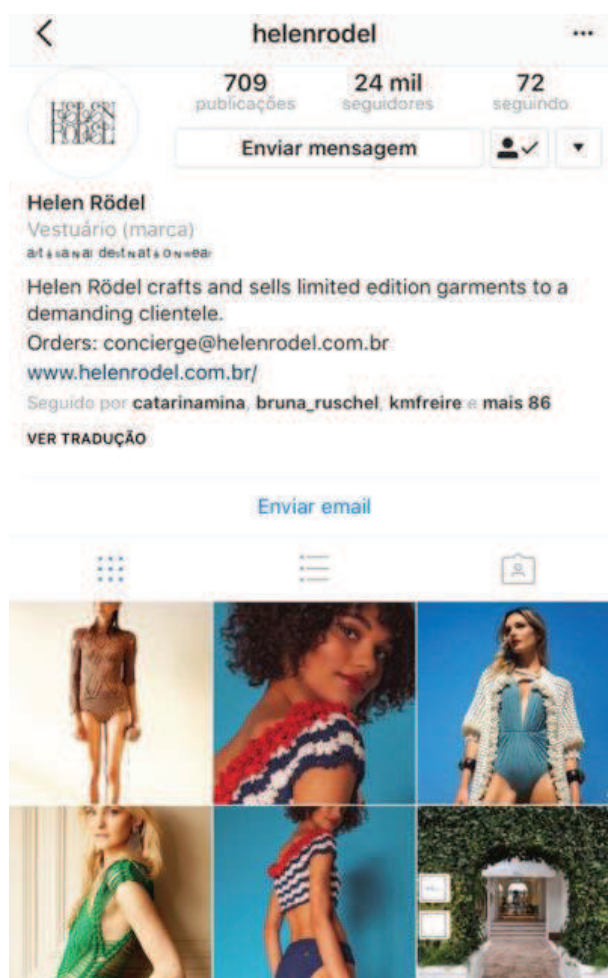 helenrodel
709 24 mil 72
publicações seguidores seguindo
HELEN
RÖDEL
Enviar mensagem
Helen Rödel
Vestuário (marca)
Helen Rödel crafts and sells limited edition garments to a
demanding clientele.
Orders: concierge@helenrodel.com.br
www.helenrodel.com.br/
Seguido por catarinamina, bruna_ruschel, kmfreire e mais 86
VER TRADUÇÃO
Enviar email